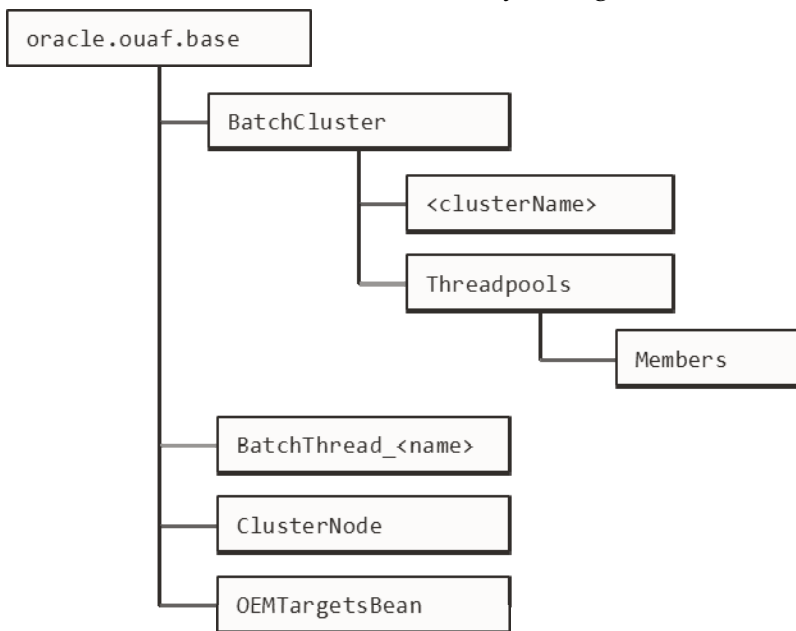 oracle.ouaf.base
BatchCluster
<clusterName>
Threadpools
Members
BatchThread_<name>
ClusterNode
OEMTargetsBean